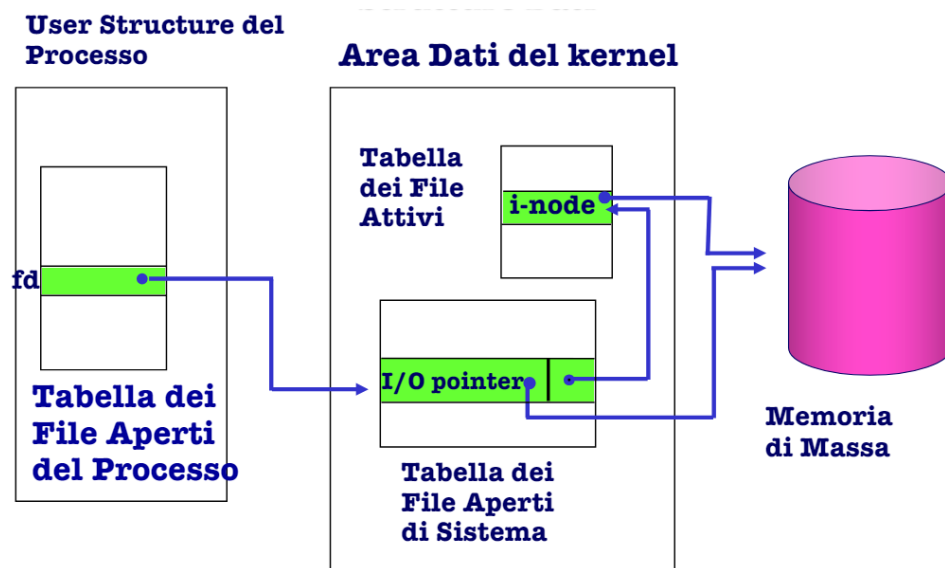 User Structure del
Processo
Area Dati del kernel
Tabella
dei File
Attivi
i-node
fd
I/O pointer
Tabella dei
File Aperti
del Processo
Tabella dei
File Aperti
di Sistema
Memoria
di Massa